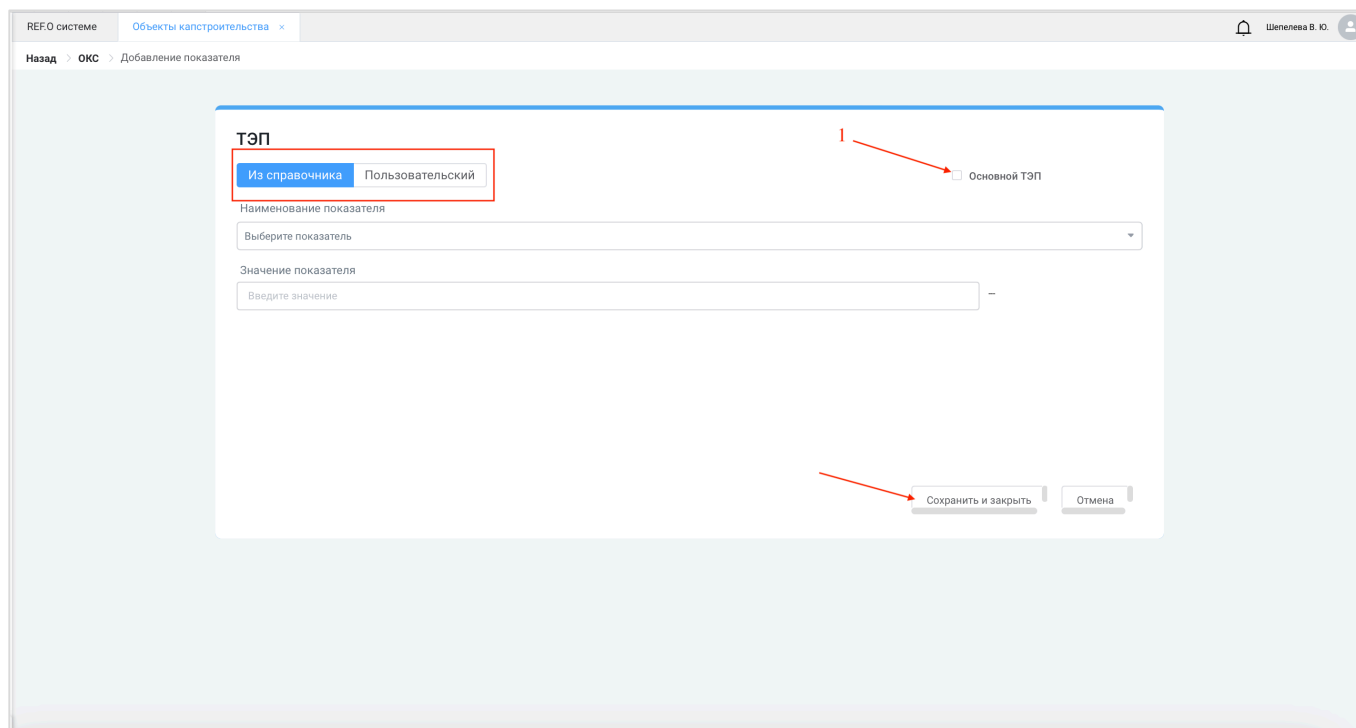 REF.О системе
Объекты капстроительства ×
Шепелева В. Ю.
Назад > ОКС > Добавление показателя
ТЭП
1
Из справочника
Пользовательский
Основной ТЭП
Наименование показателя
Выберите показатель
Значение показателя
Введите значение
–
Сохранить и закрыть
Отмена